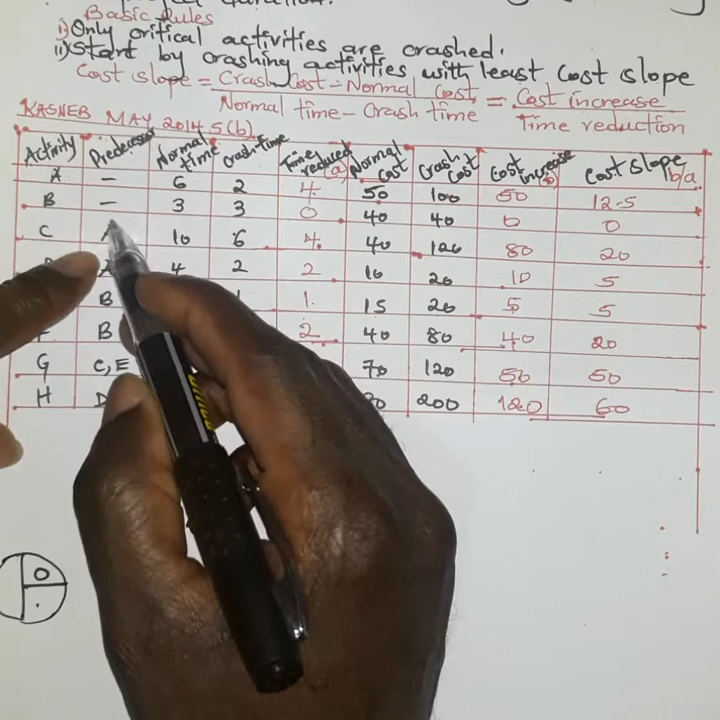 Basic Rules
i) Only critical activities are crashed.
ii) Start by crashing activities with least cost slope
Cost slope = Crash Cost - Normal Cost / Normal time - Crash time = Cost increase / Time reduction
KASNEB MAY 2014 5(b)
Activity Predecessor Normal time Crash time Time reduced (a) Normal cost Crash cost Cost increase (b) Cost slope b/a
A - 6 2 4 50 100 50 12.5
B - 3 3 0 40 40 0 0
C 10 6 4 40 120 80 20
4 2 2 10 20 10 5
B 1 1 15 20 5 5
B 2 40 80 40 20
G C, E 70 120 50 50
H 200 120 60
0